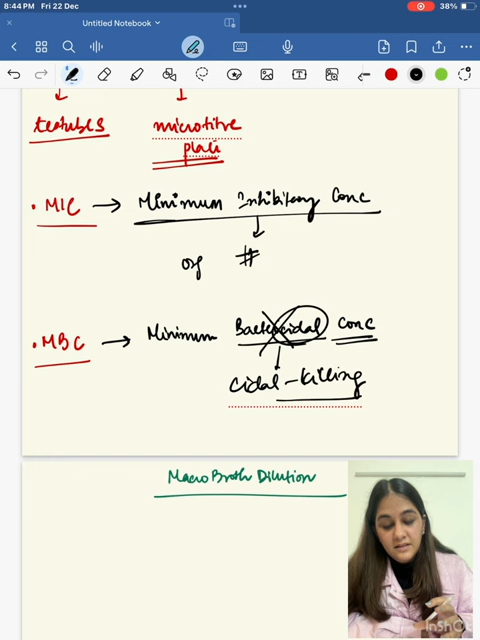 8:44 PM Fri 22 Dec
38%
Untitled Notebook
testubes microtitre
plate
• MIC → Minimum Inhibitory Conc
of #
• MBC → Minimum Bactericidal Conc
cidal - killing
Macro Broth Dilution
InShOt